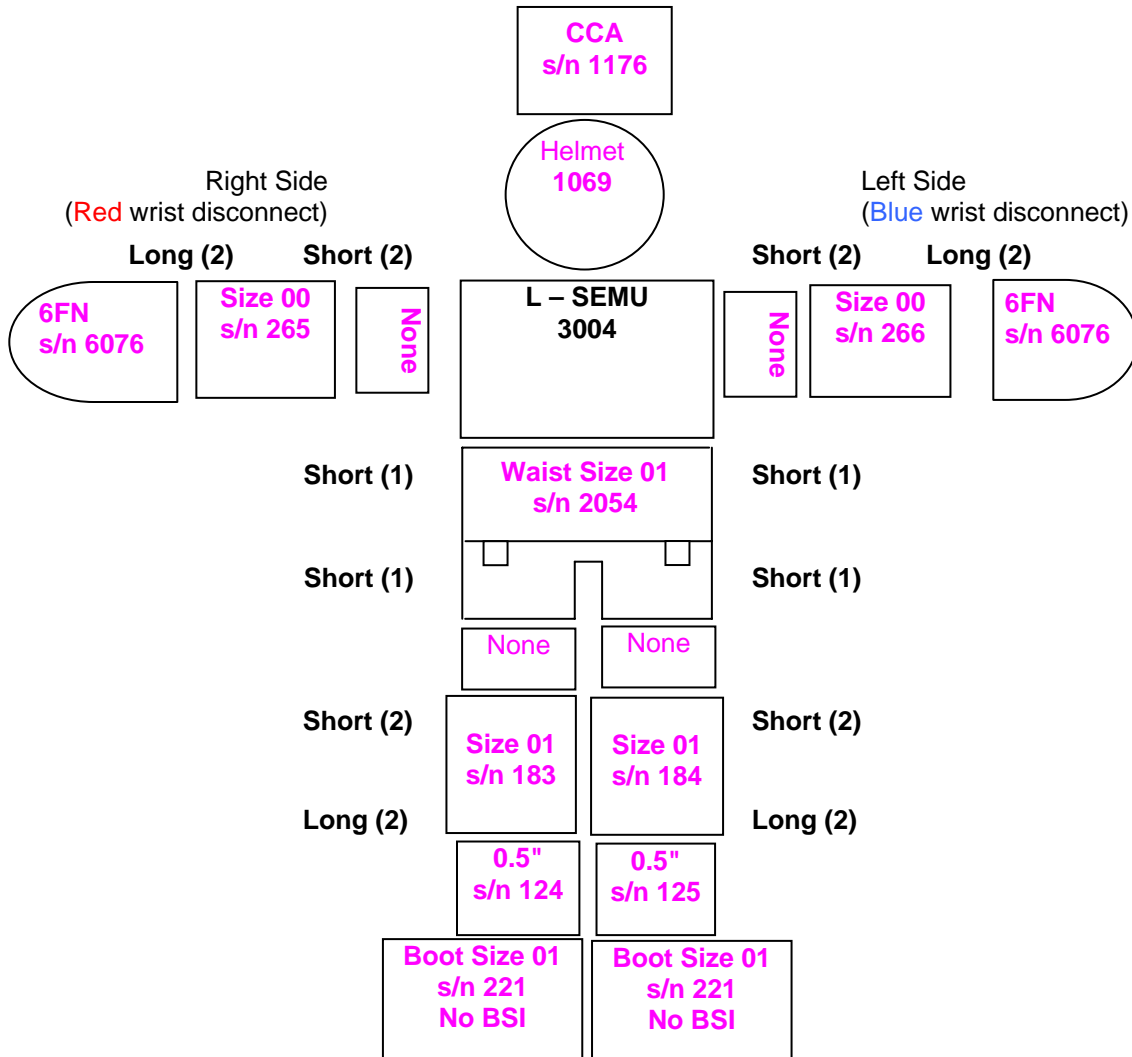 CCA
s/n 1176
Helmet
1069
Right Side
(Red wrist disconnect)
Left Side
(Blue wrist disconnect)
Long (2)
Short (2)
Short (2)
Long (2)
6FN
s/n 6076
Size 00
s/n 265
None
L – SEMU
3004
None
Size 00
s/n 266
6FN
s/n 6076
Short (1)
Waist Size 01
s/n 2054
Short (1)
Short (1)
Short (1)
None
None
Short (2)
Short (2)
Size 01
s/n 183
Size 01
s/n 184
Long (2)
Long (2)
0.5"
s/n 124
0.5"
s/n 125
Boot Size 01
s/n 221
No BSI
Boot Size 01
s/n 221
No BSI